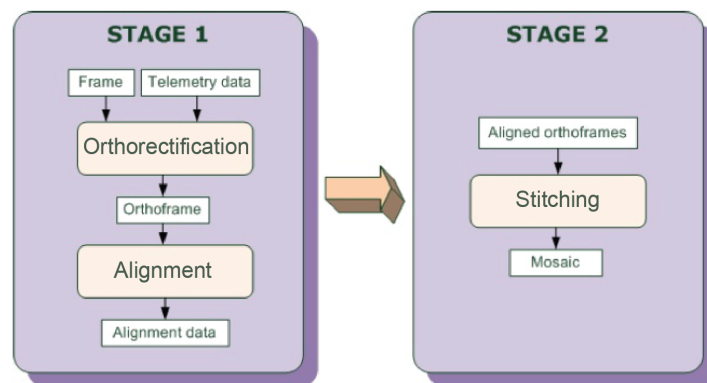 STAGE 1
Frame
Telemetry data
Orthorectification
Orthoframe
Alignment
Alignment data
STAGE 2
Aligned orthoframes
Stitching
Mosaic